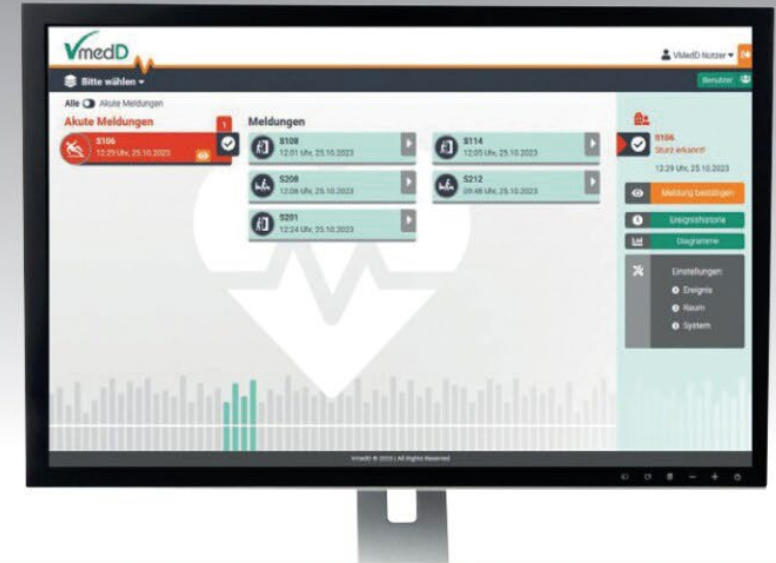 VmedD
VMedD Nutzer
Bitte wählen
Benutzer
Alle Akute Meldungen
Akute Meldungen
1
S106
12:29 Uhr, 25.10.2023
Meldungen
S108
12:01 Uhr, 25.10.2023
S114
12:05 Uhr, 25.10.2023
S208
12:06 Uhr, 25.10.2023
S212
09:46 Uhr, 25.10.2023
S201
12:24 Uhr, 25.10.2023
S106
Sturz erkannt!
12:29 Uhr, 25.10.2023
Meldung bestätigen
Ereignishistorie
Diagramme
Einstellungen
Ereignis
Raum
System
VmedD © 2023 | All Rights Reserved